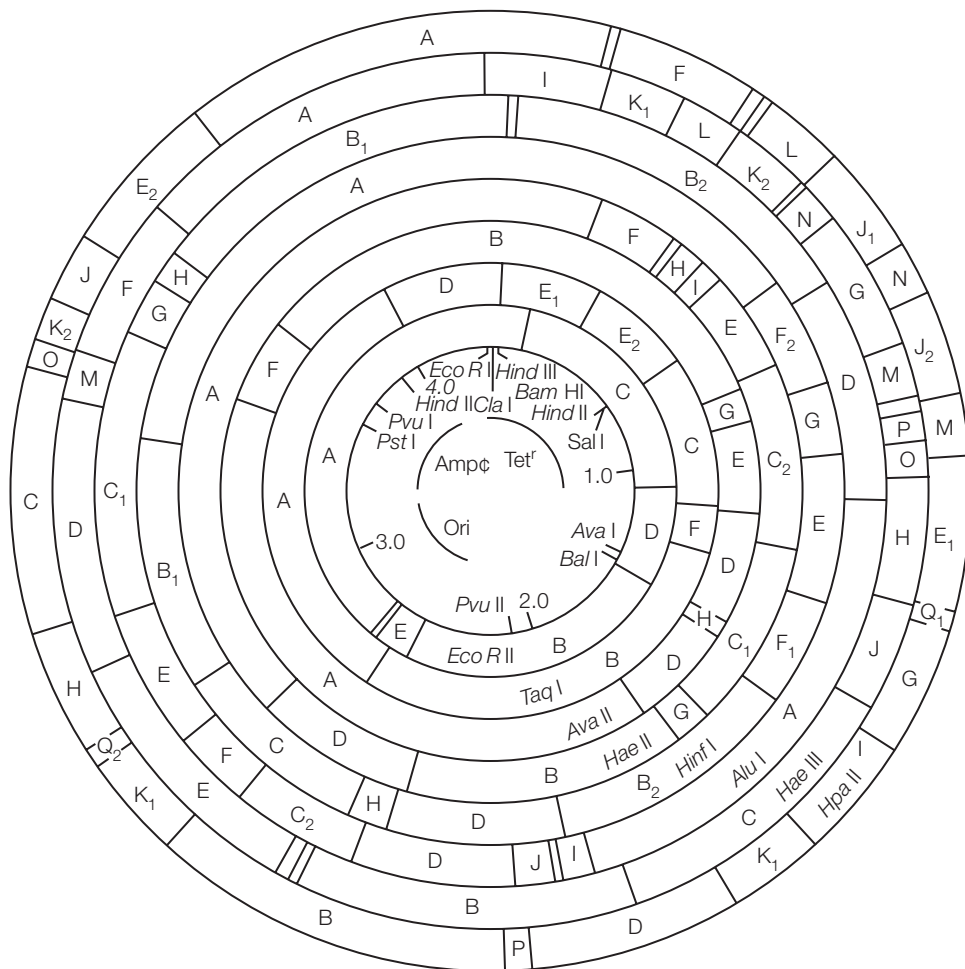 A
F
I
A
K₁
L
L
B₁
K₂
E₂
A
B₂
N
J₁
B
F
H
I
J
F
H
D
E₁
G
N
G
E
F₂
E₂
K₂
O
M
F
Eco R I
Hind III
4.0
Bam HI
C
D
M
J₂
Hind II
Cla I
Hind II
Pvu I
G
G
P
M
Pst I
Sal I
A
A
Amp¢
Tetʳ
C
E
C₂
O
C
C₁
A
1.0
E
H
E₁
D
Ori
Ava I
D
F
3.0
Bal I
D
B₁
Pvu II
2.0
H
Q₁
E
E
Eco R II
B
C₁
F₁
J
H
A
Taq I
B
D
G
Q₂
F
C
D
Ava II
G
A
I
K₁
E
B
Hae II
B₂
Hinf I
Alu I
Hae III
Hpa II
C₂
H
D
C
D
J
I
K₁
B
B
P
D